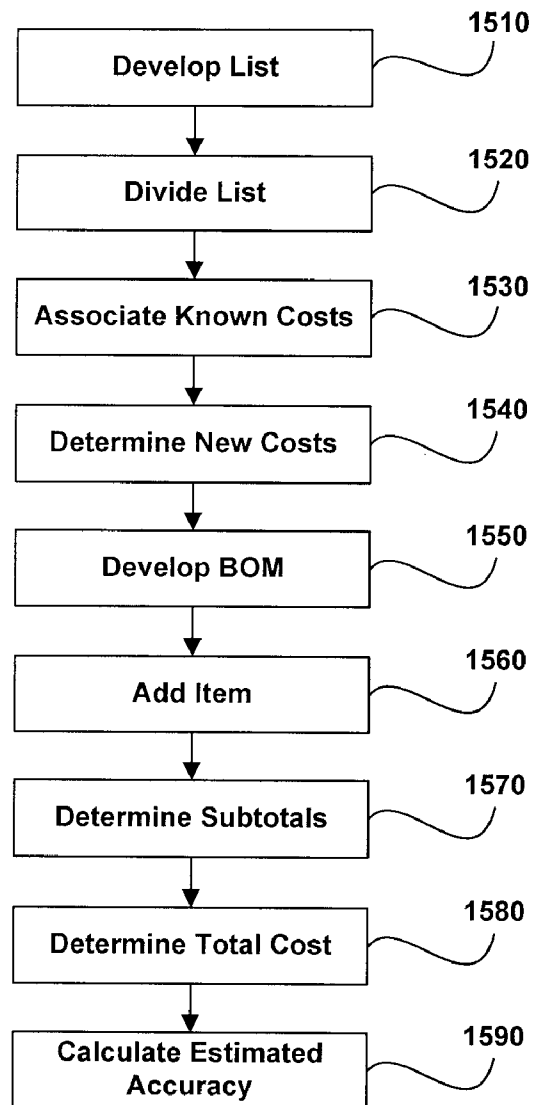 1510
Develop List
1520
Divide List
1530
Associate Known Costs
1540
Determine New Costs
1550
Develop BOM
1560
Add Item
1570
Determine Subtotals
1580
Determine Total Cost
1590
Calculate Estimated
Accuracy